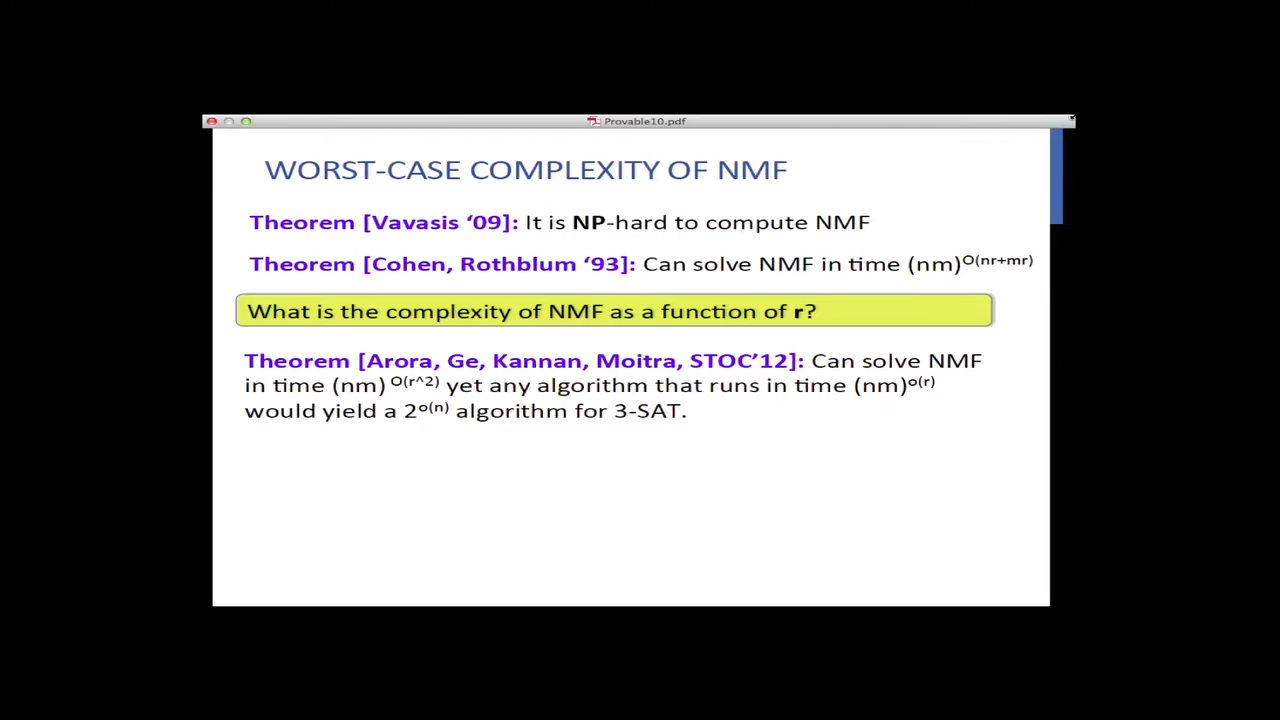 Provable10.pdf
WORST-CASE COMPLEXITY OF NMF
Theorem [Vavasis ‘09]: It is NP-hard to compute NMF
Theorem [Cohen, Rothblum ‘93]: Can solve NMF in time (nm)^O(nr+mr)
What is the complexity of NMF as a function of r?
Theorem [Arora, Ge, Kannan, Moitra, STOC’12]: Can solve NMF
in time (nm) ^O(r^2) yet any algorithm that runs in time (nm)^o(r)
would yield a 2^o(n) algorithm for 3-SAT.